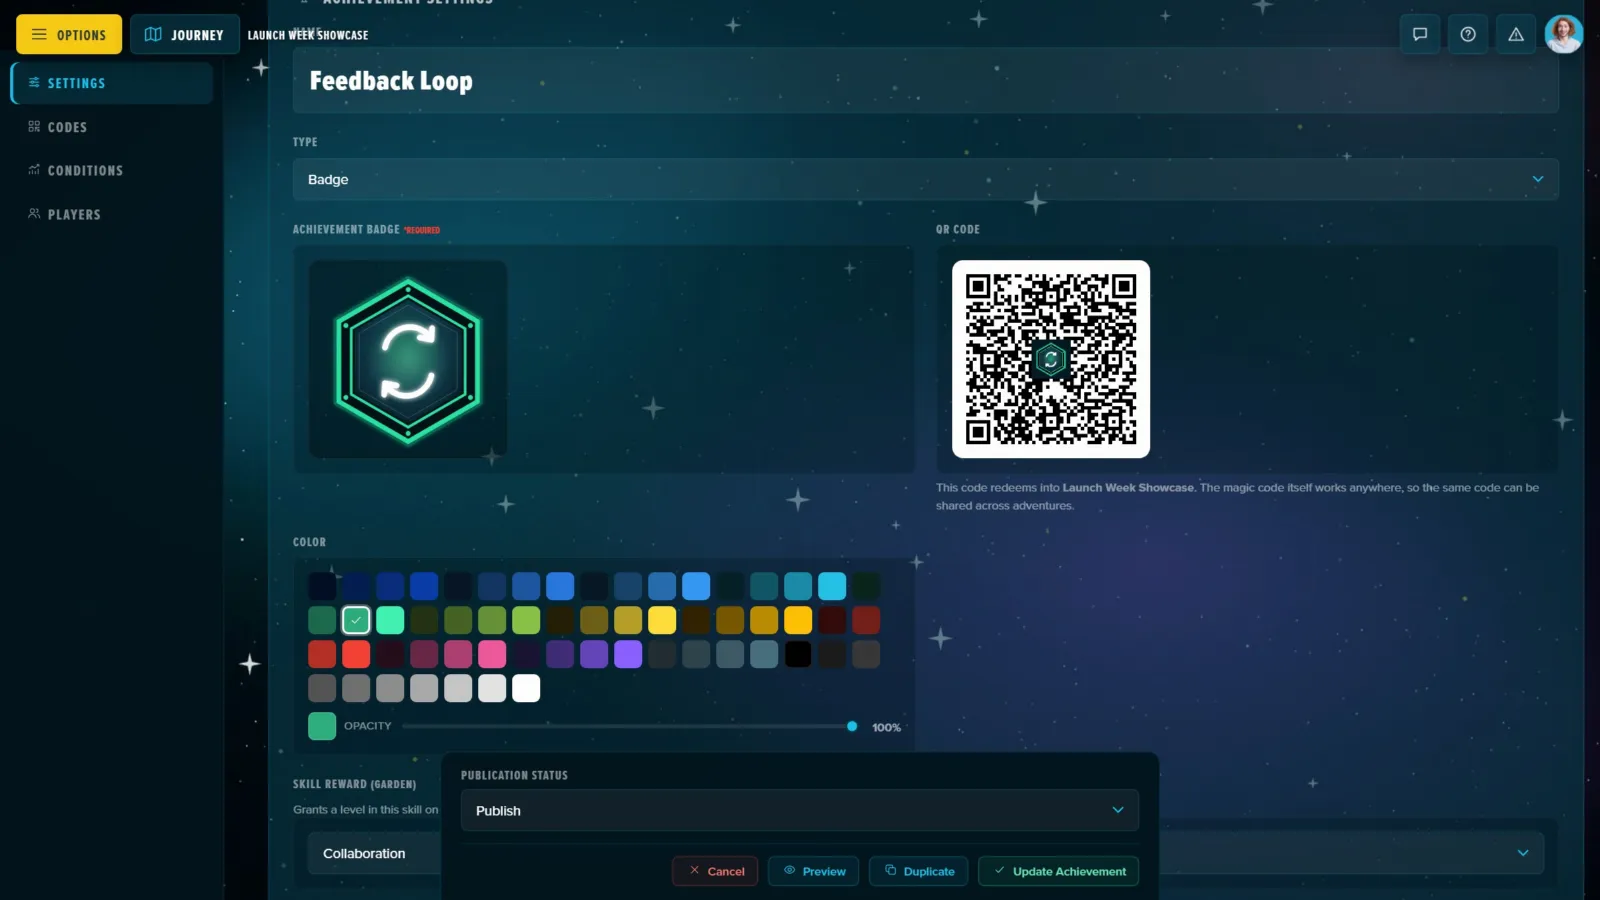 ACHIEVEMENT SETTINGS
OPTIONS
JOURNEY
LAUNCH WEEK SHOWCASE
NAME
SETTINGS
CODES
CONDITIONS
PLAYERS
Feedback Loop
TYPE
Badge
ACHIEVEMENT BADGE *REQUIRED
QR CODE
This code redeems into Launch Week Showcase. The magic code itself works anywhere, so the same code can be
shared across adventures.
COLOR
OPACITY
100%
SKILL REWARD (GARDEN)
Grants a level in this skill on
Collaboration
PUBLICATION STATUS
Publish
Cancel
Preview
Duplicate
Update Achievement